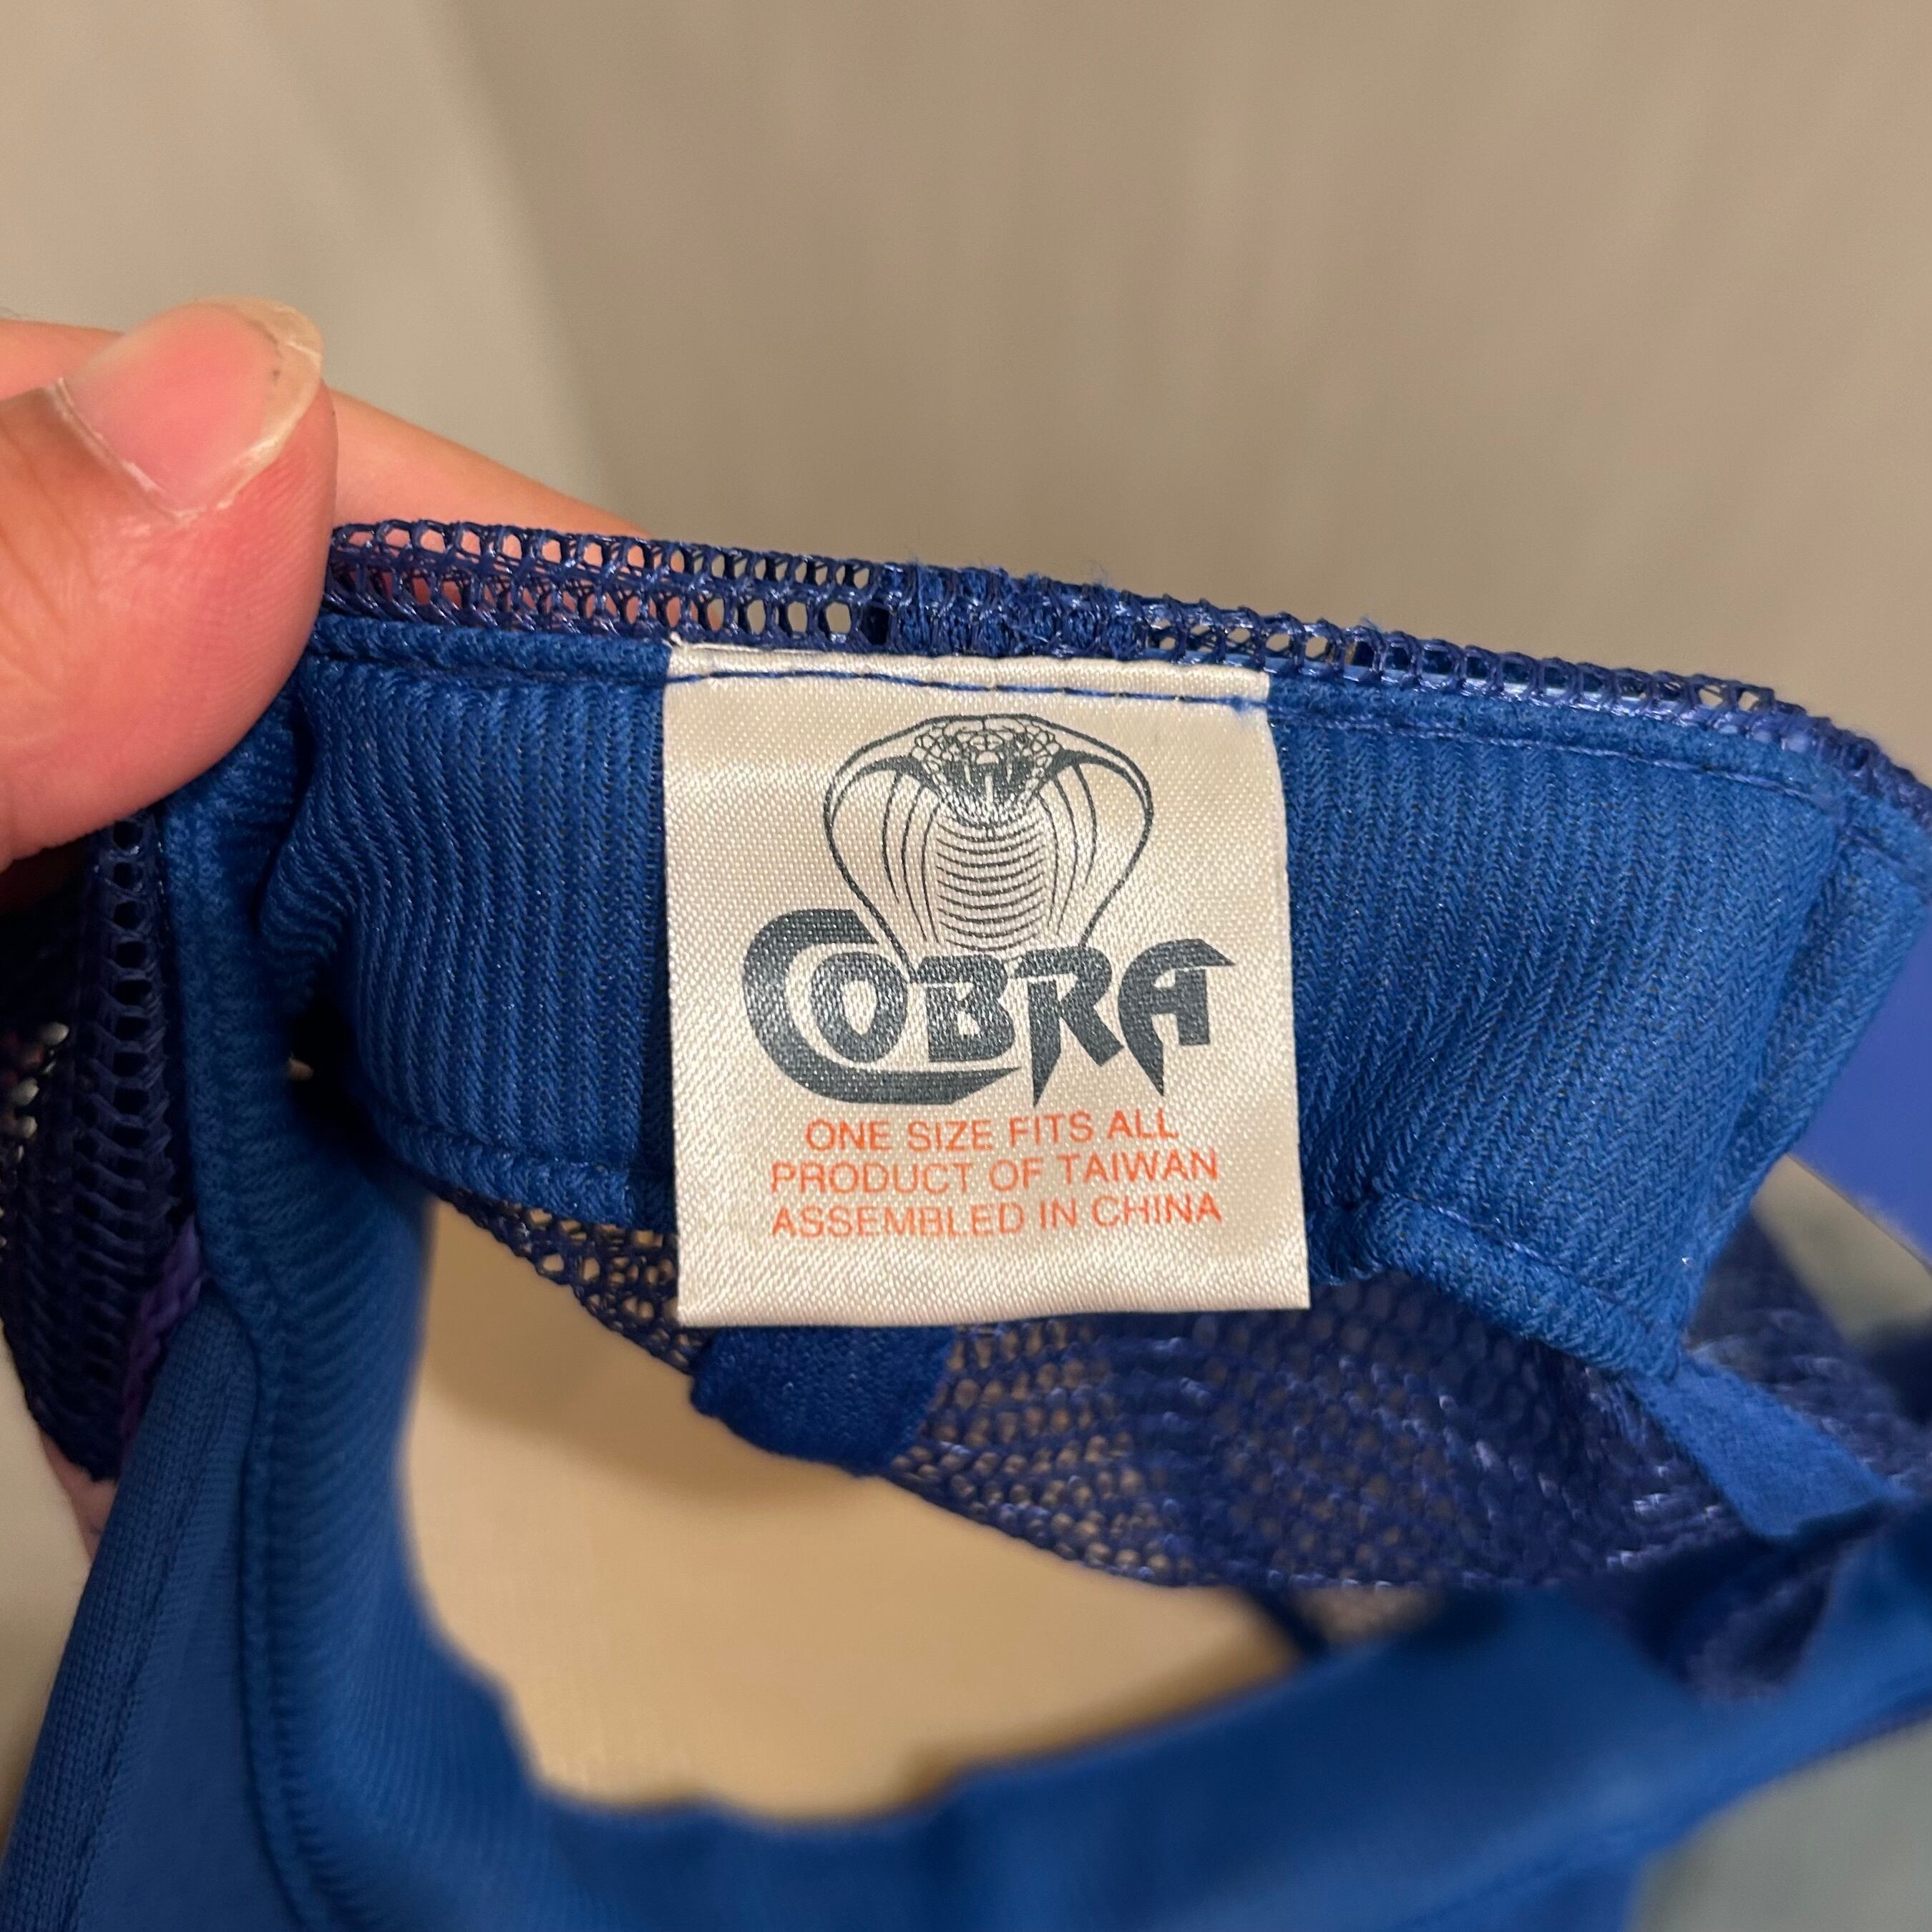 COBRA
ONE SIZE FITS ALL
PRODUCT OF TAIWAN
ASSEMBLED IN CHINA